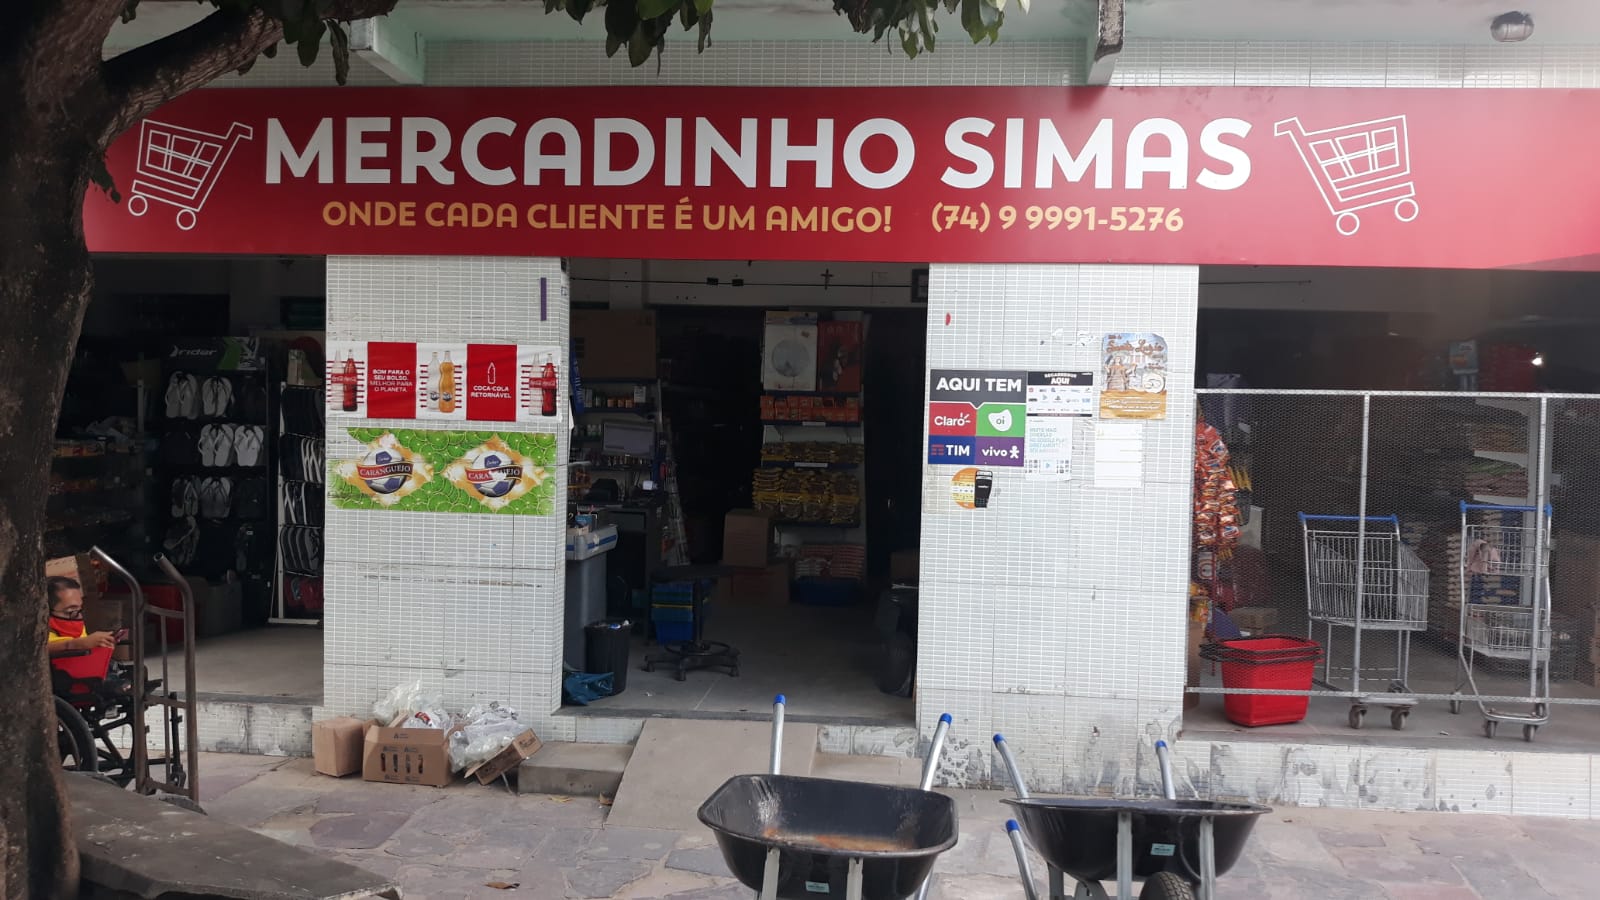 MERCADINHO SIMAS
ONDE CADA CLIENTE É UM AMIGO! (74) 9 9991-5276
rider
BOM PARA O
SEU BOLSO.
MELHOR PARA
O PLANETA
COCA-COLA
RETORNÁVEL
CARANGUEJO
CARANGUEJO
AQUI TEM
Claro
oi
TIM
vivo
RECARREGUE
AQUI